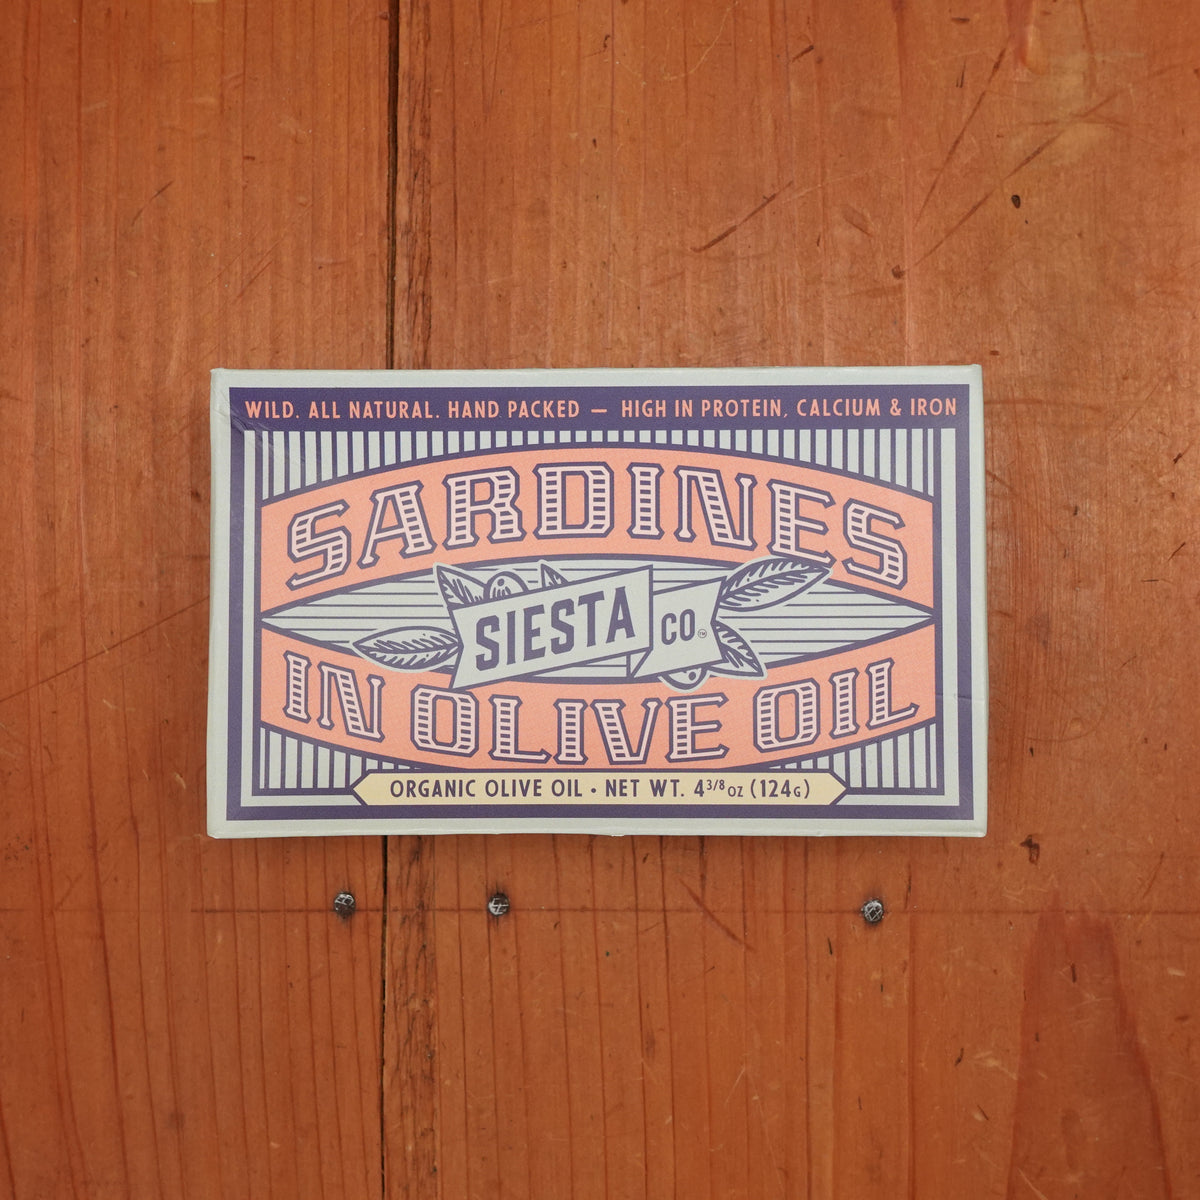 WILD. ALL NATURAL. HAND PACKED — HIGH IN PROTEIN, CALCIUM & IRON
SARDINES
SIESTA CO™
IN OLIVE OIL
ORGANIC OLIVE OIL • NET WT. 4 3/8 OZ (124G)